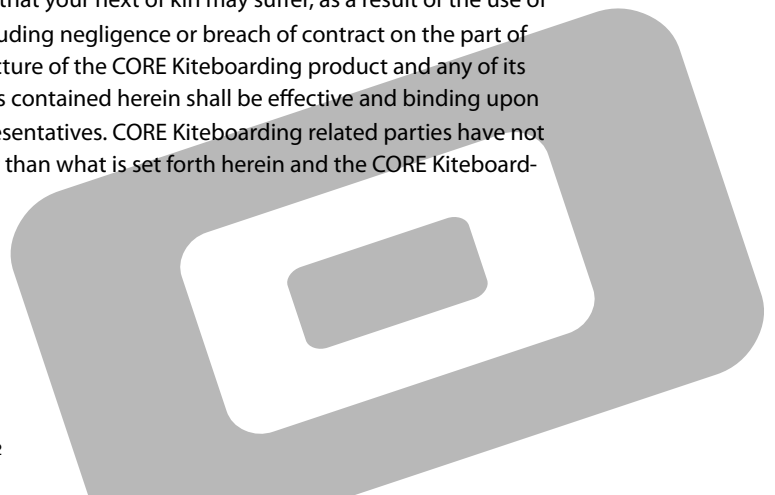 that your next of kin may suffer, as a result of the use of
uding negligence or breach of contract on the part of
cture of the CORE Kiteboarding product and any of its
s contained herein shall be effective and binding upon
esentatives. CORE Kiteboarding related parties have not
than what is set forth herein and the CORE Kiteboard-
2